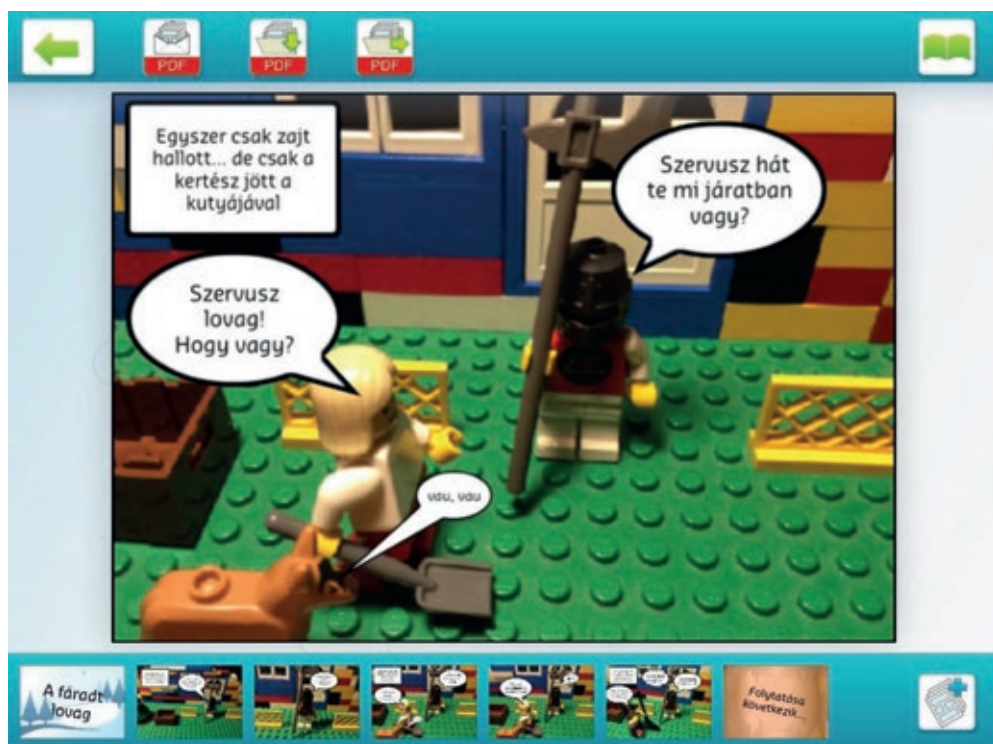 PDF
PDF
PDF
Egyszer csak zajt
hallott... de csak a
kertész jött a
kutyájával
Szervusz hát
te mi járatban
vagy?
Szervusz
lovag!
Hogy vagy?
vau, vau
A fáradt
lovag
Folytatása
következik...